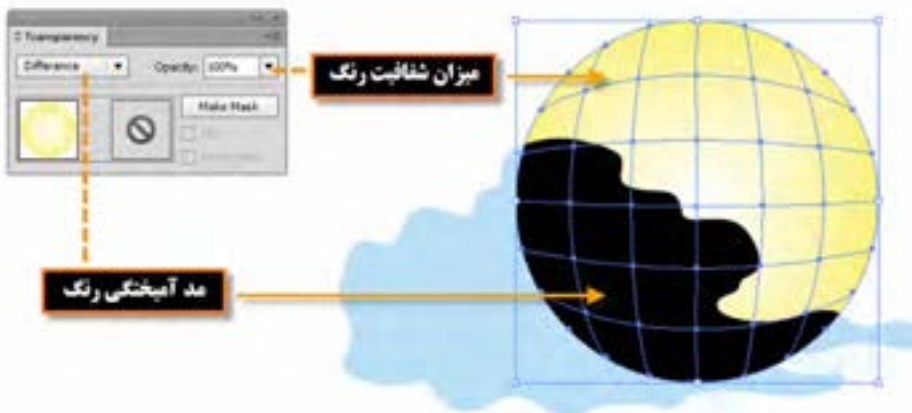 Transparency
Difference
Opacity: 100%
میزان شفافیت رنگ
Make Mask
مد آمیختگی رنگ